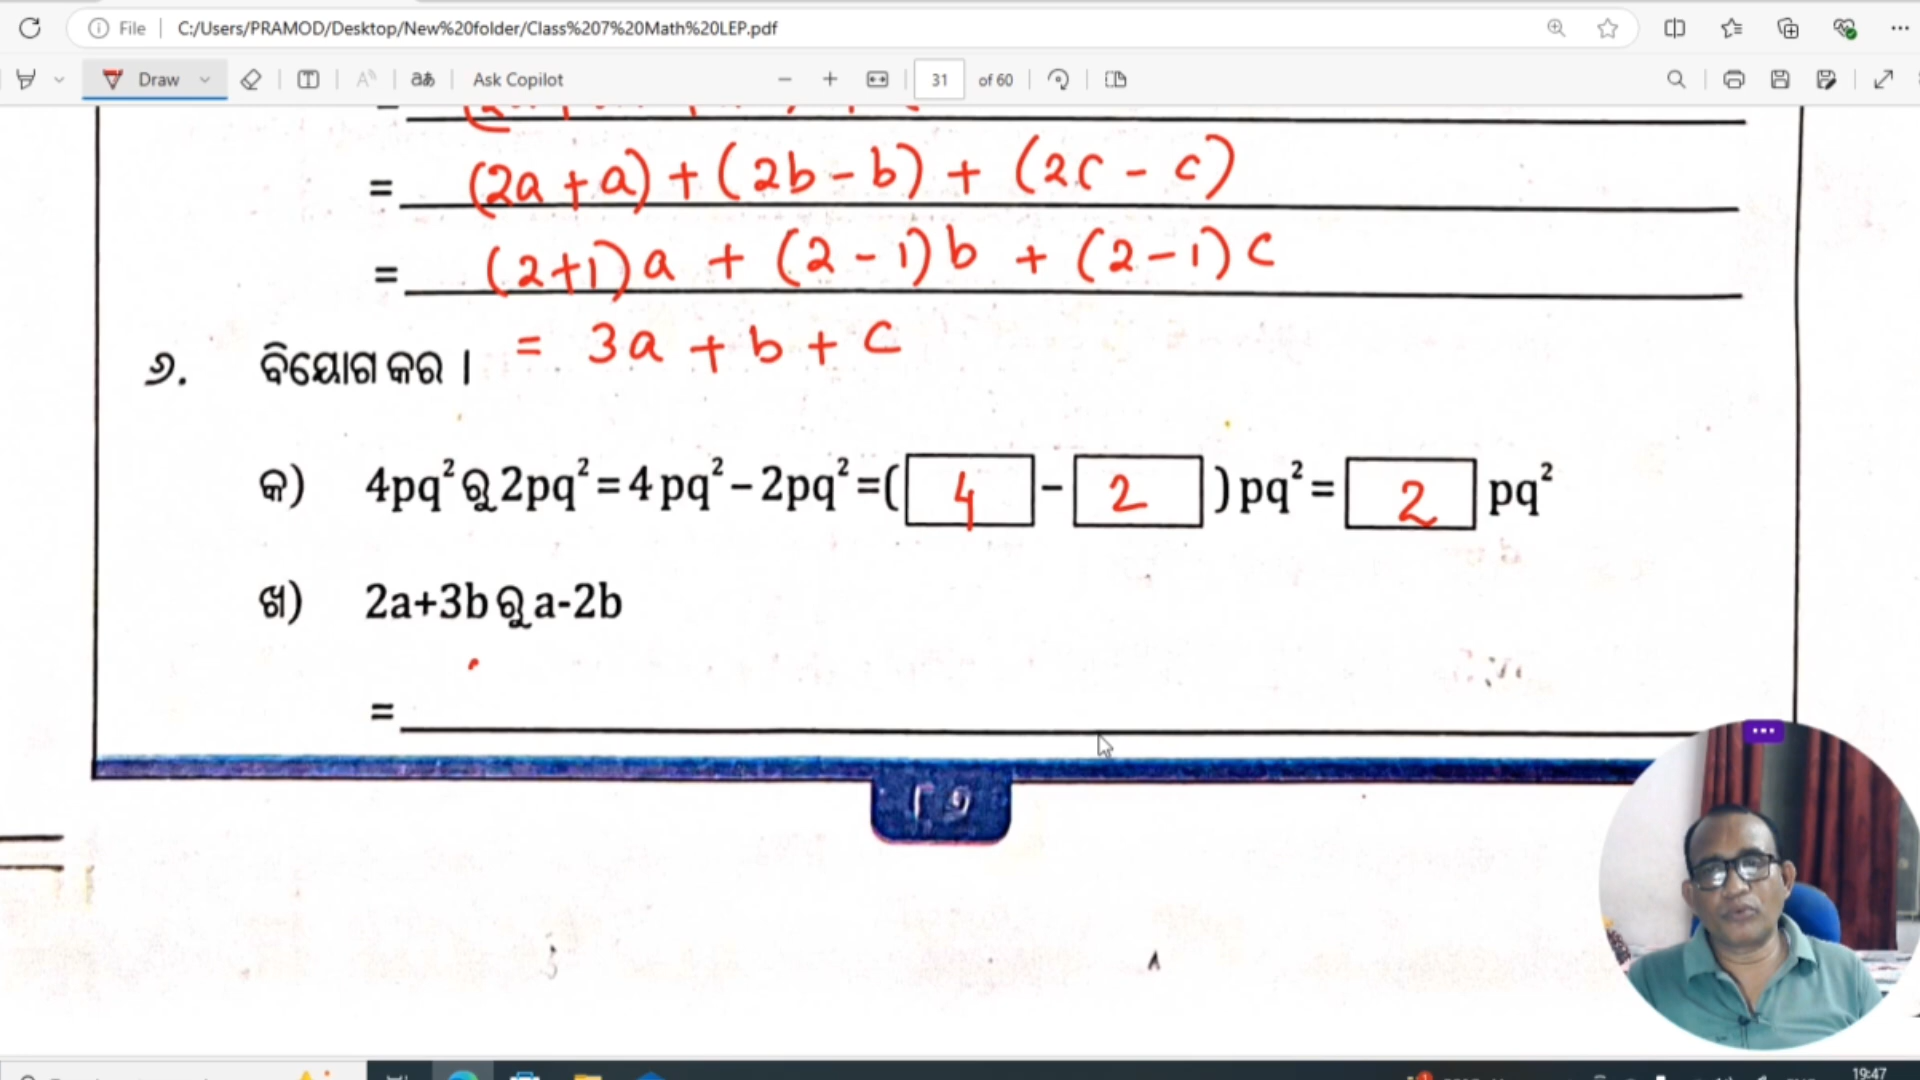 File C:/Users/PRAMOD/Desktop/New%20folder/Class%207%20Math%20LEP.pdf
Draw Ask Copilot 31 of 60
= (2a + a) + (2b - b) + (2c - c)
= (2+1)a + (2-1)b + (2-1)c
= 3a + b + c
୬. ବିୟୋଗ କର ।
କ) 4pq² ରୁ 2pq² = 4pq² – 2pq² = ( 4 – 2 ) pq² = 2 pq²
ଖ) 2a+3b ରୁ a-2b
=
19:47